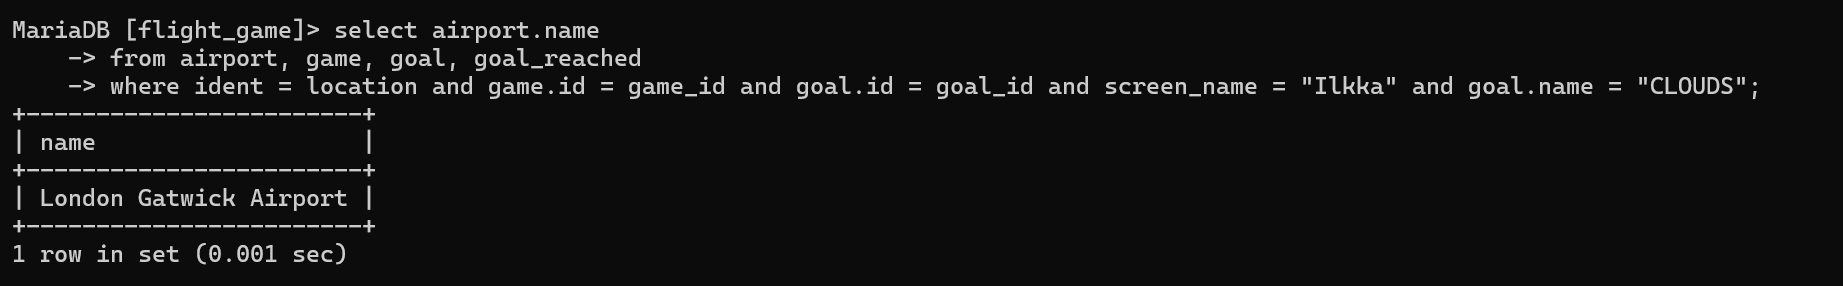 MariaDB [flight_game]> select airport.name
    -> from airport, game, goal, goal_reached
    -> where ident = location and game.id = game_id and goal.id = goal_id and screen_name = "Ilkka" and goal.name = "CLOUDS";
+------------------------+
| name                   |
+------------------------+
| London Gatwick Airport |
+------------------------+
1 row in set (0.001 sec)